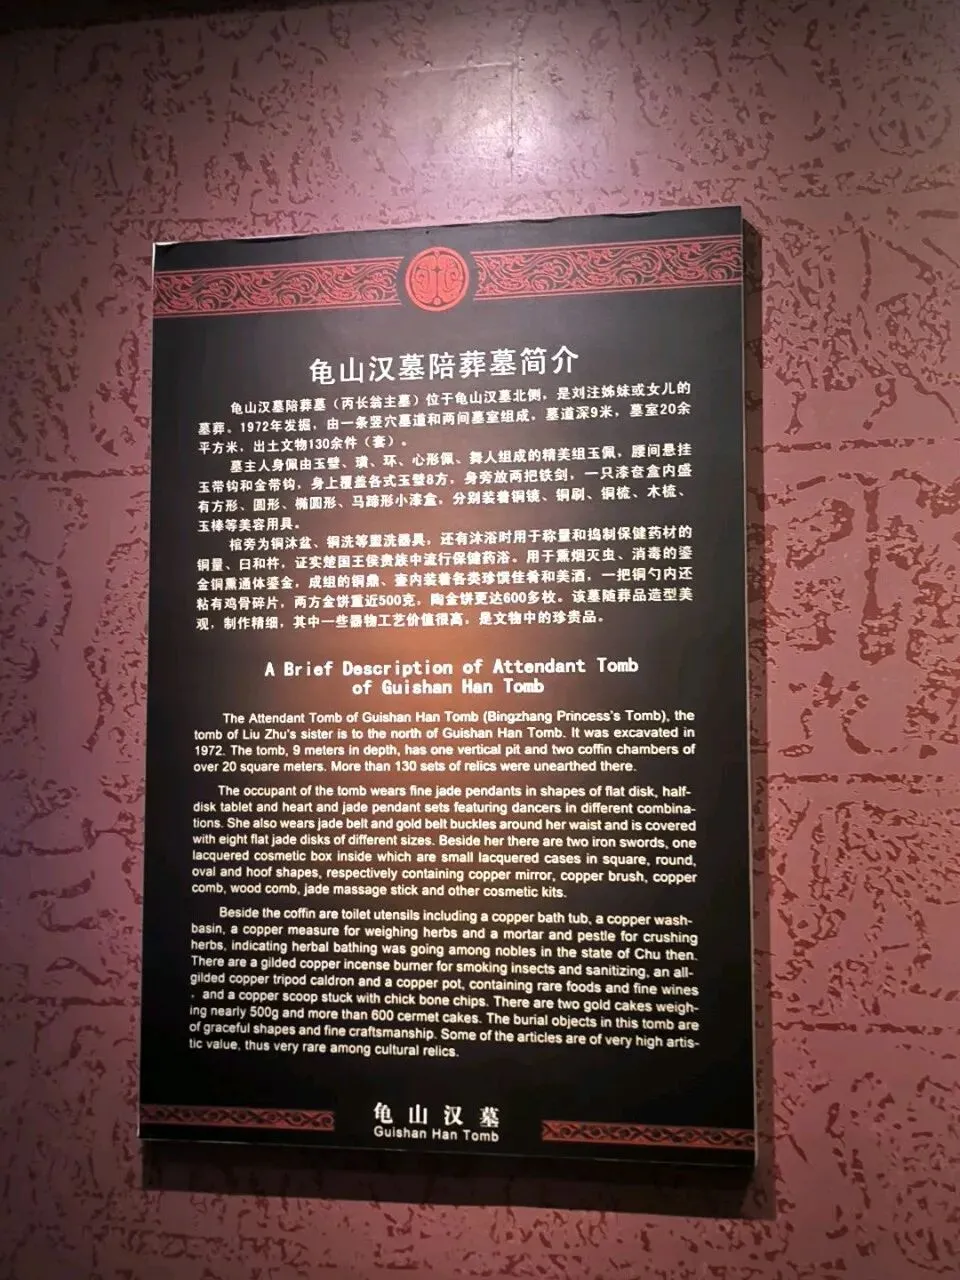 龟山汉墓陪葬墓简介
龟山汉墓陪葬墓（丙长翁主墓）位于龟山汉墓北侧，是刘注姊妹或女儿的
墓葬。1972年发掘，由一条竖穴墓道和两间墓室组成，墓道深9米，墓室20余
平方米，出土文物130余件（套）。
墓主人身佩由玉璧、璜、环、心形佩、舞人组成的精美组玉佩，腰间悬挂
玉带钩和金带钩，身上覆盖各式玉璧8方，身旁放两把铁剑，一只漆奁盒内盛
有方形、圆形、椭圆形、马蹄形小漆盒，分别装着铜镜、铜刷、铜梳、木梳、
玉棒等美容用具。
棺旁为铜沐盆、铜洗等盥洗器具，还有沐浴时用于称量和捣制保健药材的
铜量、臼和杵，证实楚国王侯贵族中流行保健药浴。用于熏烟灭虫、消毒的鎏
金铜熏通体鎏金，成组的铜鼎、壶内装着各类珍馔佳肴和美酒，一把铜勺内还
粘有鸡骨碎片，两方金饼重近500克，陶金饼更达600多枚。该墓随葬品造型美
观，制作精细，其中一些器物工艺价值很高，是文物中的珍贵品。
A Brief Description of Attendant Tomb
of Guishan Han Tomb
The Attendant Tomb of Guishan Han Tomb (Bingzhang Princess's Tomb), the
tomb of Liu Zhu's sister is to the north of Guishan Han Tomb. It was excavated in
1972. The tomb, 9 meters in depth, has one vertical pit and two coffin chambers of
over 20 square meters. More than 130 sets of relics were unearthed there.
The occupant of the tomb wears fine jade pendants in shapes of flat disk, half-
disk tablet and heart and jade pendant sets featuring dancers in different combina-
tions. She also wears jade belt and gold belt buckles around her waist and is covered
with eight flat jade disks of different sizes. Beside her there are two iron swords, one
lacquered cosmetic box inside which are small lacquered cases in square, round,
oval and hoof shapes, respectively containing copper mirror, copper brush, copper
comb, wood comb, jade massage stick and other cosmetic kits.
Beside the coffin are toilet utensils including a copper bath tub, a copper wash-
basin, a copper measure for weighing herbs and a mortar and pestle for crushing
herbs, indicating herbal bathing was going among nobles in the state of Chu then.
There are a gilded copper incense burner for smoking insects and sanitizing, an all-
gilded copper tripod caldron and a copper pot, containing rare foods and fine wines
, and a copper scoop stuck with chick bone chips. There are two gold cakes weigh-
ing nearly 500g and more than 600 cermet cakes. The burial objects in this tomb are
of graceful shapes and fine craftsmanship. Some of the articles are of very high artis-
tic value, thus very rare among cultural relics.
龟山汉墓
Guishan Han Tomb